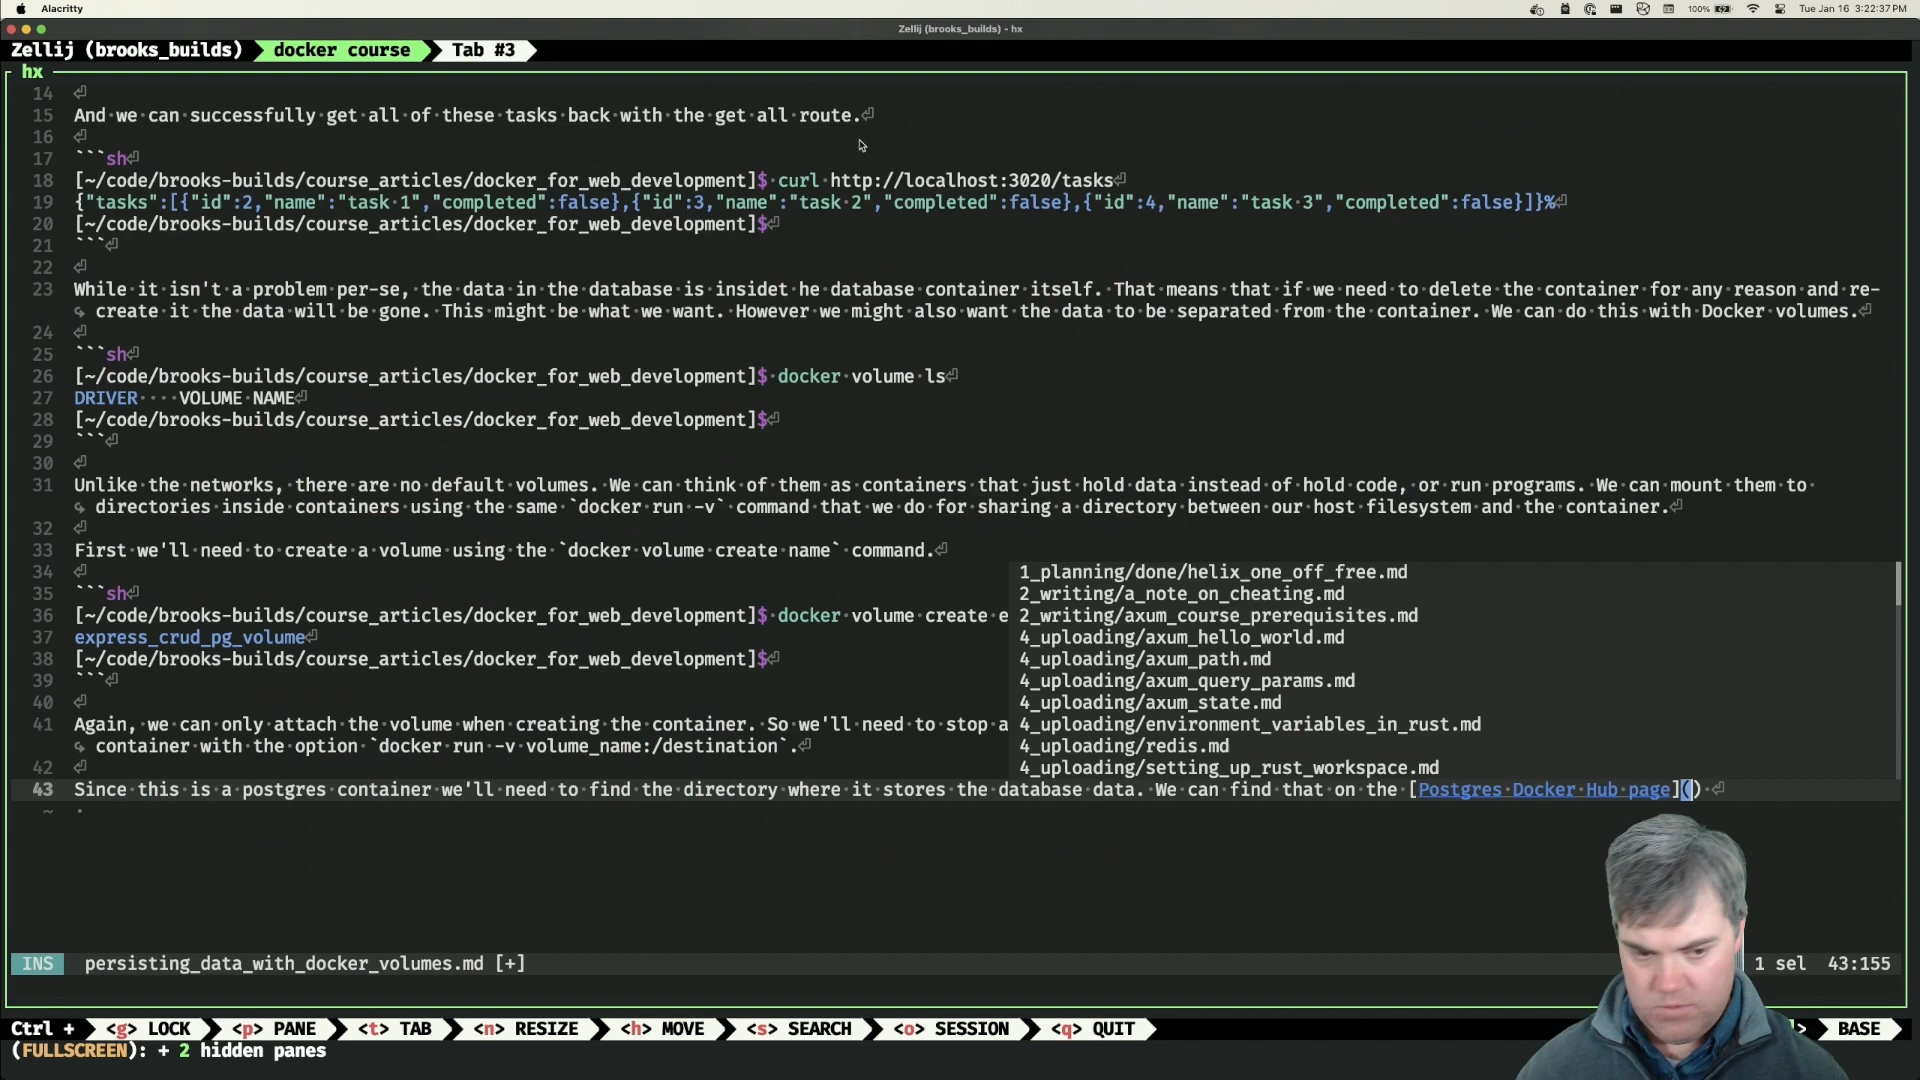 Alacritty
100%
Tue Jan 16 3:22:37 PM
Zellij (brooks_builds) - hx
Zellij (brooks_builds) docker course Tab #3
hx
14 ⏎
15 And·we·can·successfully·get·all·of·these·tasks·back·with·the·get·all·route.⏎
16 ⏎
17 ```sh⏎
18 [~/code/brooks-builds/course_articles/docker_for_web_development]$·curl·http://localhost:3020/tasks⏎
19 {"tasks":[{"id":2,"name":"task·1","completed":false},{"id":3,"name":"task·2","completed":false},{"id":4,"name":"task·3","completed":false}]}%⏎
20 [~/code/brooks-builds/course_articles/docker_for_web_development]$⏎
21 ```⏎
22 ⏎
23 While·it·isn't·a·problem·per-se,·the·data·in·the·database·is·insidet·he·database·container·itself.·That·means·that·if·we·need·to·delete·the·container·for·any·reason·and·re-
↪ create·it·the·data·will·be·gone.·This·might·be·what·we·want.·However·we·might·also·want·the·data·to·be·separated·from·the·container.·We·can·do·this·with·Docker·volumes.⏎
24 ⏎
25 ```sh⏎
26 [~/code/brooks-builds/course_articles/docker_for_web_development]$·docker·volume·ls⏎
27 DRIVER····VOLUME·NAME⏎
28 [~/code/brooks-builds/course_articles/docker_for_web_development]$⏎
29 ```⏎
30 ⏎
31 Unlike·the·networks,·there·are·no·default·volumes.·We·can·think·of·them·as·containers·that·just·hold·data·instead·of·hold·code,·or·run·programs.·We·can·mount·them·to·
↪ directories·inside·containers·using·the·same·`docker·run·-v`·command·that·we·do·for·sharing·a·directory·between·our·host·filesystem·and·the·container.⏎
32 ⏎
33 First·we'll·need·to·create·a·volume·using·the·`docker·volume·create·name`·command.⏎
34 ⏎
35 ```sh⏎
36 [~/code/brooks-builds/course_articles/docker_for_web_development]$·docker·volume·create·e
37 express_crud_pg_volume⏎
38 [~/code/brooks-builds/course_articles/docker_for_web_development]$⏎
39 ```⏎
40 ⏎
41 Again,·we·can·only·attach·the·volume·when·creating·the·container.·So·we'll·need·to·stop·a
↪ container·with·the·option·`docker·run·-v·volume_name:/destination`.⏎
42 ⏎
43 Since·this·is·a·postgres·container·we'll·need·to·find·the·directory·where·it·stores·the·database·data.·We·can·find·that·on·the·[Postgres·Docker·Hub·page]()·⏎
~
1_planning/done/helix_one_off_free.md
2_writing/a_note_on_cheating.md
2_writing/axum_course_prerequisites.md
4_uploading/axum_hello_world.md
4_uploading/axum_path.md
4_uploading/axum_query_params.md
4_uploading/axum_state.md
4_uploading/environment_variables_in_rust.md
4_uploading/redis.md
4_uploading/setting_up_rust_workspace.md
INS persisting_data_with_docker_volumes.md [+] 1 sel 43:155
Ctrl + <g> LOCK <p> PANE <t> TAB <n> RESIZE <h> MOVE <s> SEARCH <o> SESSION <q> QUIT > BASE
(FULLSCREEN): + 2 hidden panes